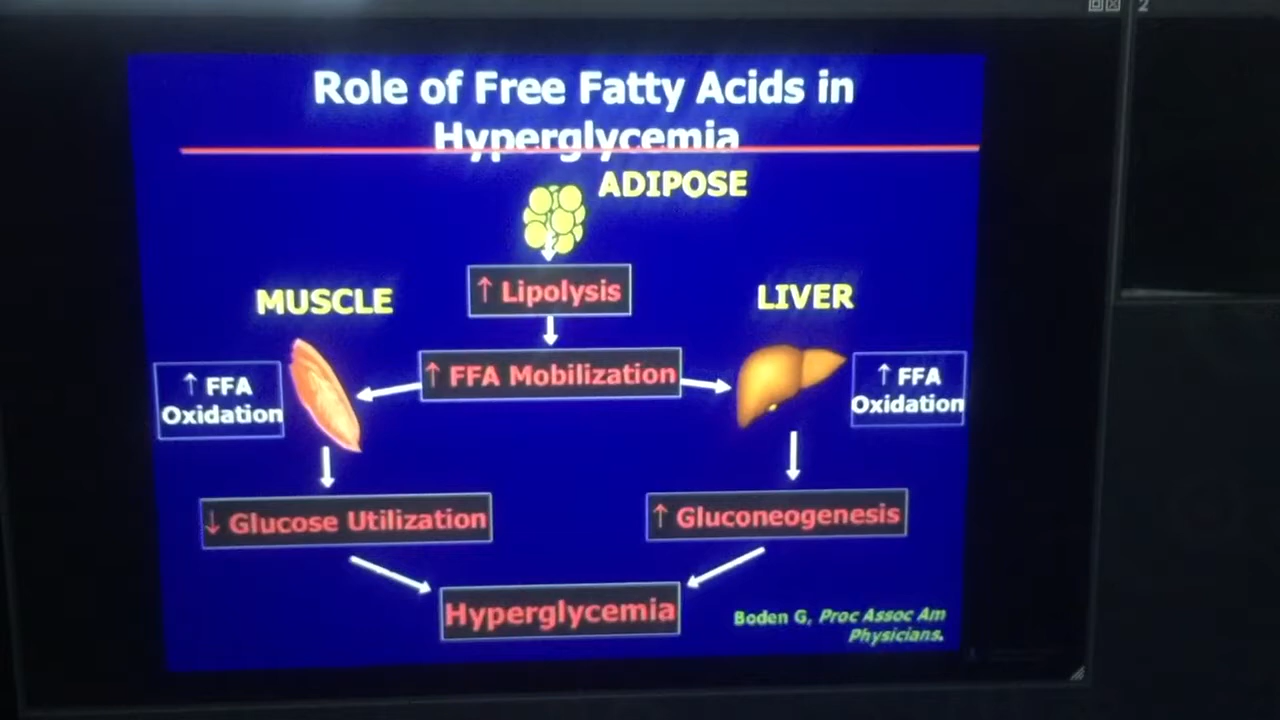 2
Role of Free Fatty Acids in
Hyperglycemia
ADIPOSE
↑ Lipolysis
MUSCLE
LIVER
↑ FFA Mobilization
↑ FFA
Oxidation
↑ FFA
Oxidation
↓ Glucose Utilization
↑ Gluconeogenesis
Hyperglycemia
Boden G, Proc Assoc Am
Physicians.